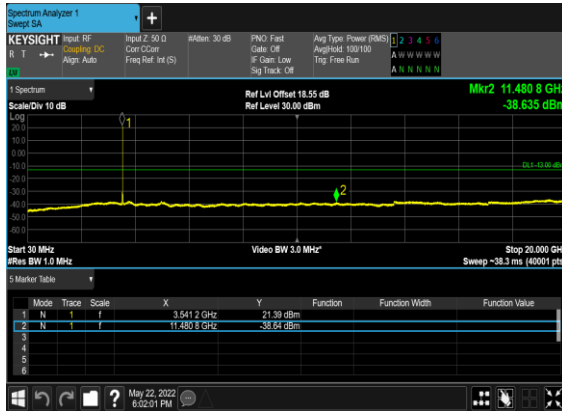 Spectrum Analyzer 1
Swept SA
+
KEYSIGHT Input: RF Input Z: 50 Ω #Atten: 30 dB PNO: Fast Avg Type: Power (RMS) 1 2 3 4 5 6
R T Coupling: DC Corr CCorr Gate: Off Avg|Hold: 100/100 A W W W W W
Align: Auto Freq Ref: Int (S) IF Gain: Low Trig: Free Run
LXI Sig Track: Off A N N N N N
1 Spectrum Ref Lvl Offset 18.55 dB Mkr2 11.480 8 GHz
Scale/Div 10 dB Ref Level 30.00 dBm -38.635 dBm
Log
1
20.0
10.0
0.00
-10.0
DL1 -13.00 dBm
-20.0
2
-30.0
-40.0
-50.0
-60.0
Start 30 MHz Video BW 3.0 MHz* Stop 20.000 GHz
#Res BW 1.0 MHz Sweep ~38.3 ms (40001 pts)
5 Marker Table
Mode Trace Scale X Y Function Function Width Function Value
1 N 1 f 3.541 2 GHz 21.39 dBm
2 N 1 f 11.480 8 GHz -38.64 dBm
3
4
5
6
? May 22, 2022
6:02:01 PM